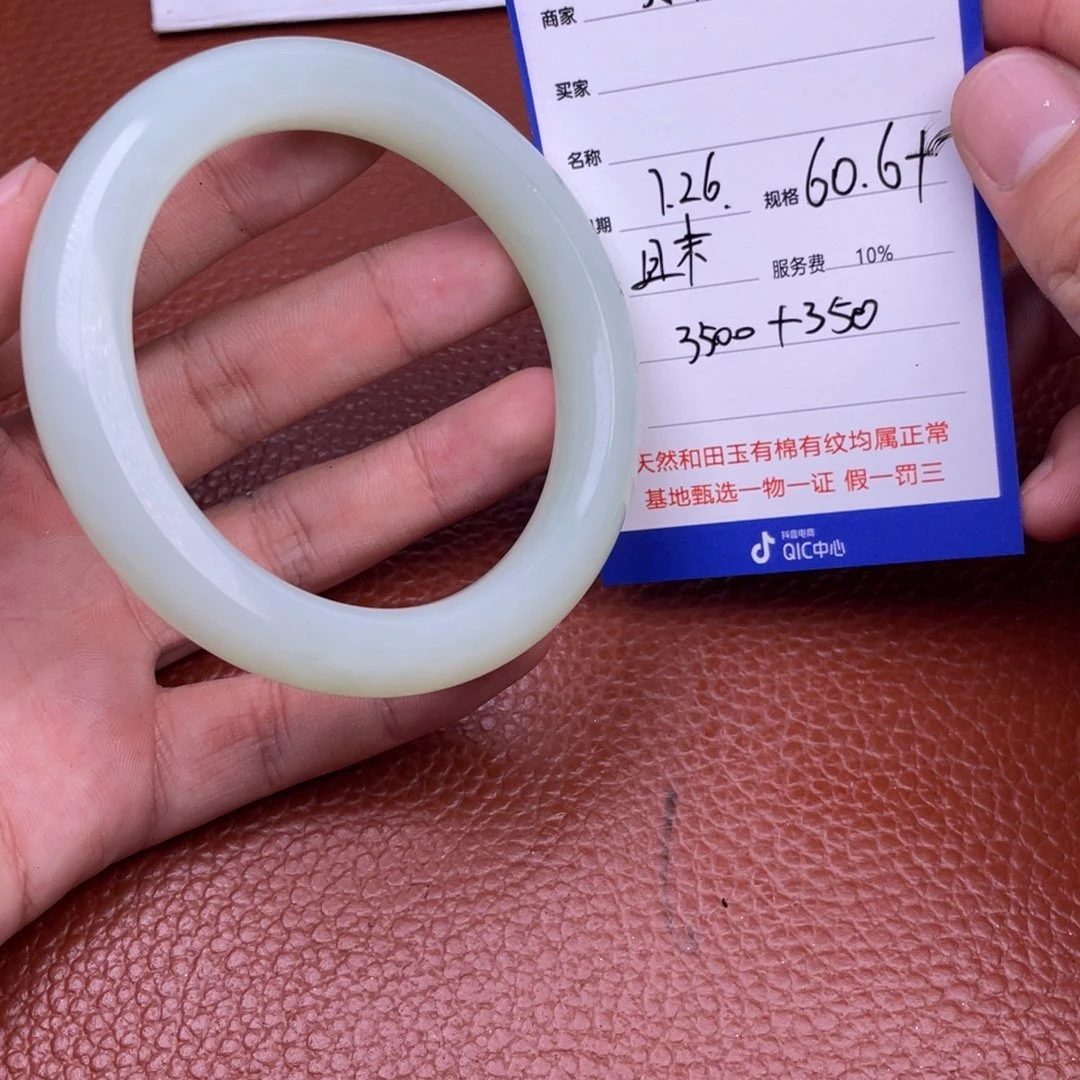 商家
买家
名称
期 1.26. 规格 60.6+
且末 服务费 10%
3500+350
天然和田玉有棉有纹均属正常
基地甄选一物一证 假一罚三
抖音电商
QIC中心